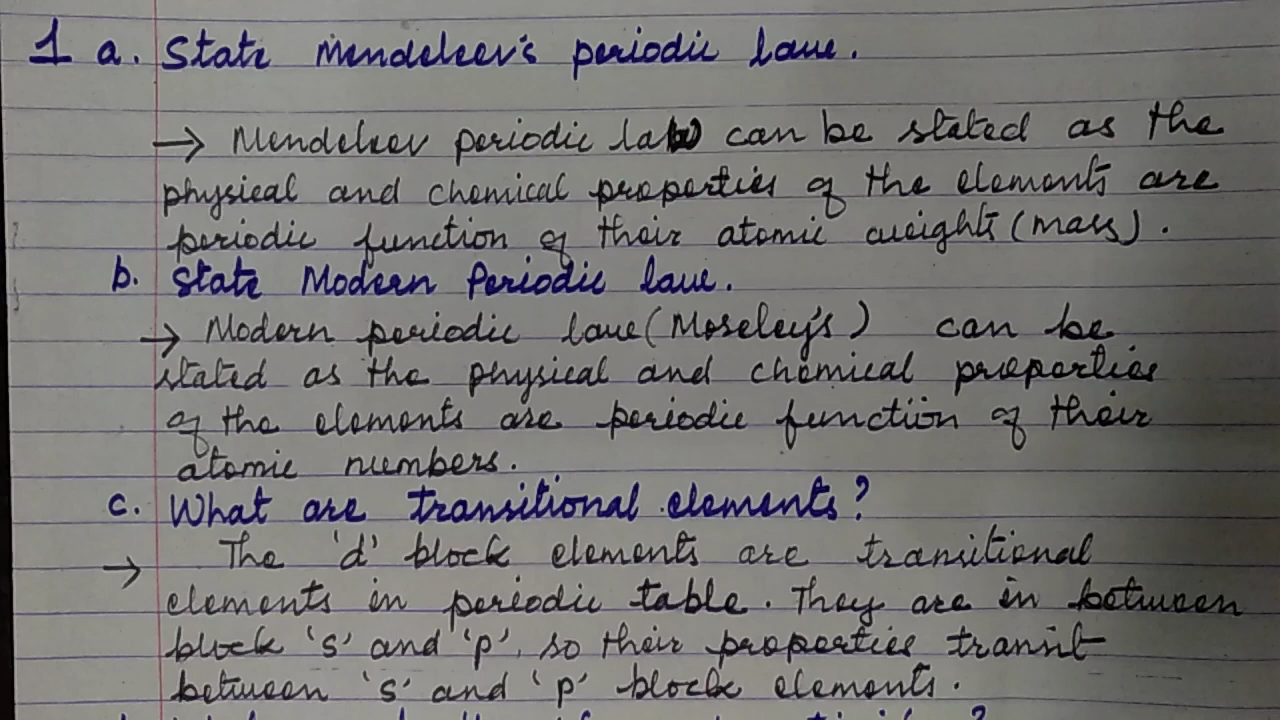 1 a. State Mendeleev's periodic law.
→ Mendeleev periodic law can be stated as the
physical and chemical properties of the elements are
periodic function of their atomic weights (mass).
b. State Modern Periodic law.
→ Modern periodic law (Moseley's) can be
stated as the physical and chemical properties
of the elements are periodic function of their
atomic numbers.
c. What are transitional elements?
→ The 'd' block elements are transitional
elements in periodic table. They are in between
block 's' and 'p', so their properties transit
between 's' and 'p' block elements.